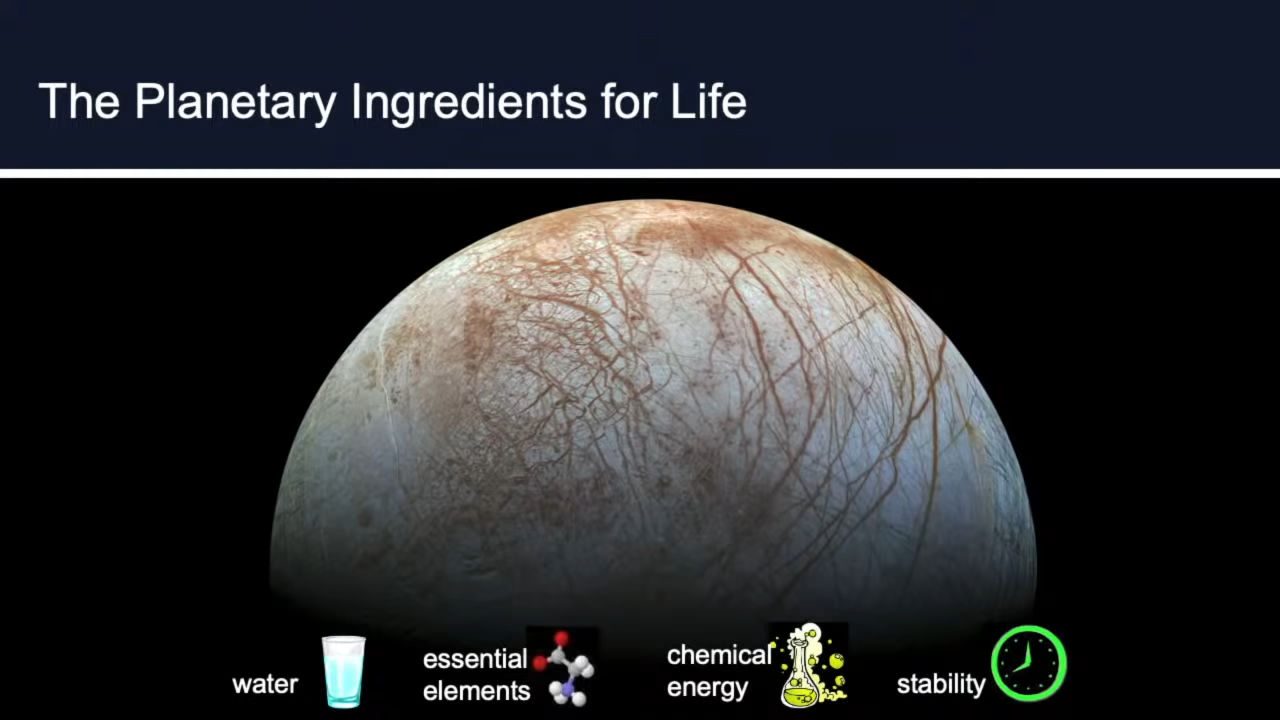 The Planetary Ingredients for Life
water
essential
elements
chemical
energy
stability